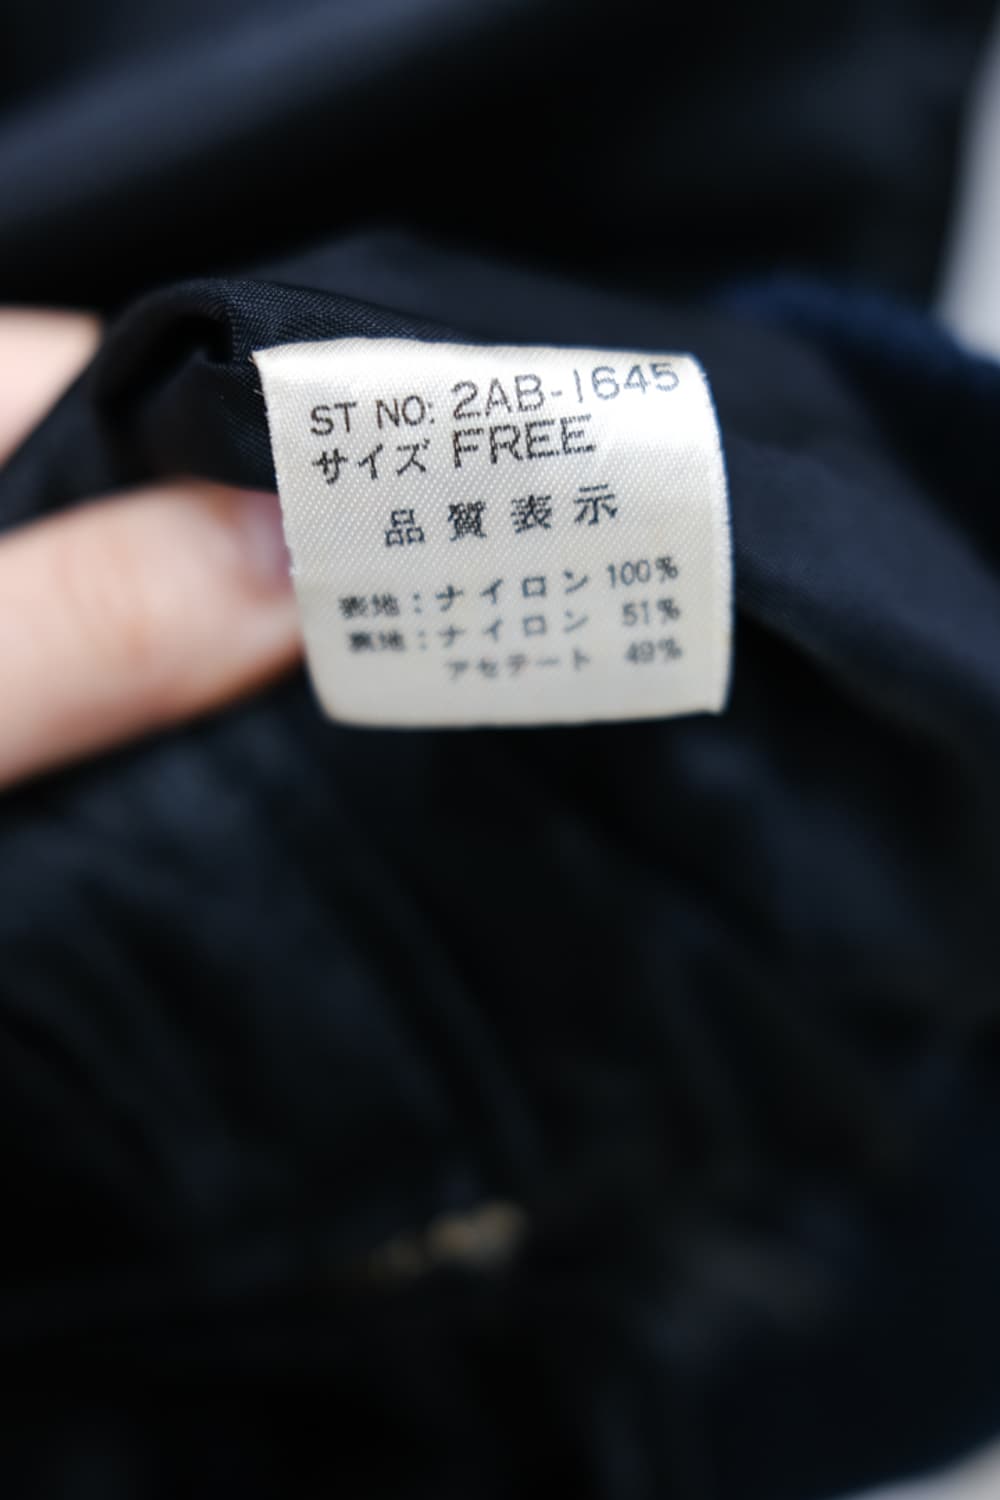 ST NO: 2AB-1645
サイズ FREE
品質表示
表地：ナイロン 100%
裏地：ナイロン 51%
アセテート 49%